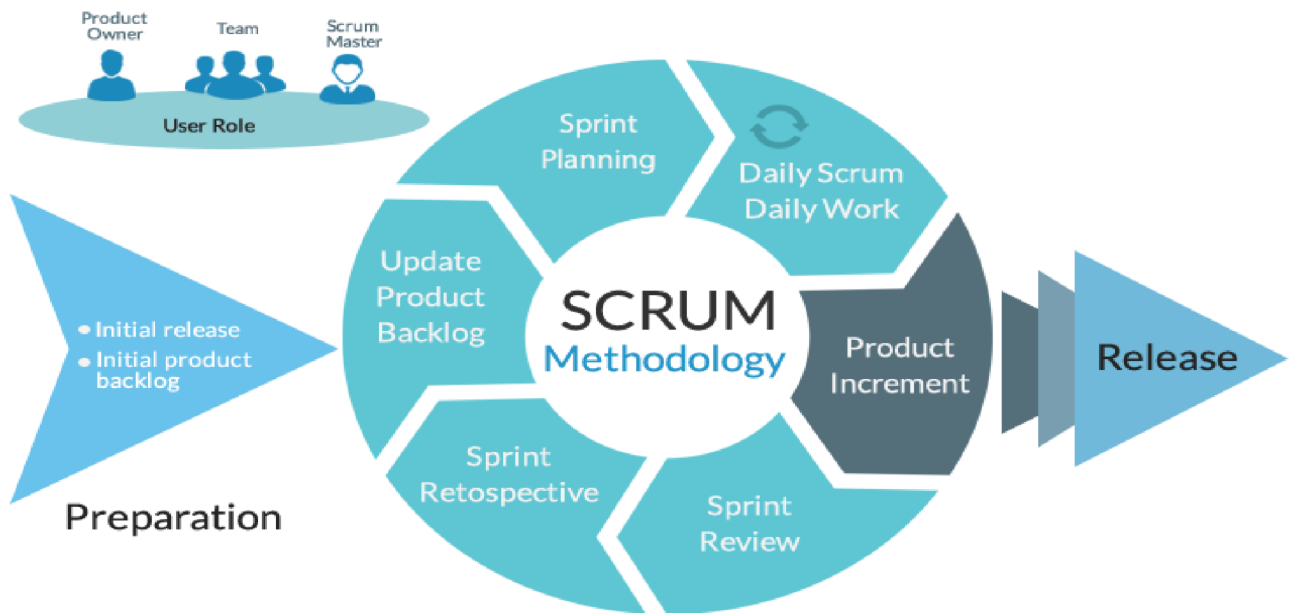 Product
Owner
Team
Scrum
Master
User Role
Sprint
Planning
Daily Scrum
Daily Work
Update
Product
Backlog
SCRUM
Methodology
Product
Increment
Sprint
Retospective
Sprint
Review
• Initial release
• Initial product
backlog
Preparation
Release